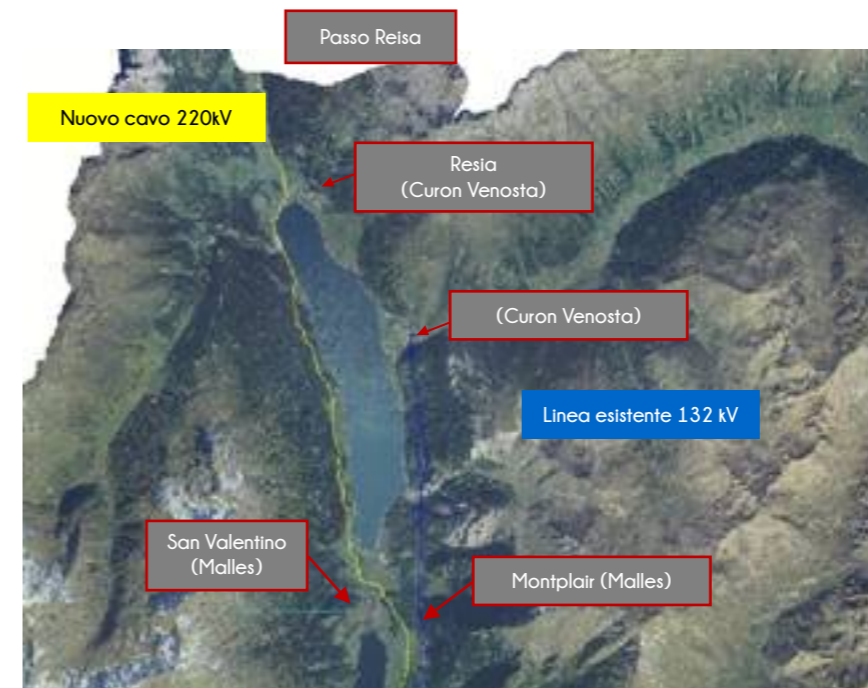 Passo Reisa
Nuovo cavo 220kV
Resia
(Curon Venosta)
(Curon Venosta)
Linea esistente 132 kV
San Valentino
(Malles)
Montplair (Malles)